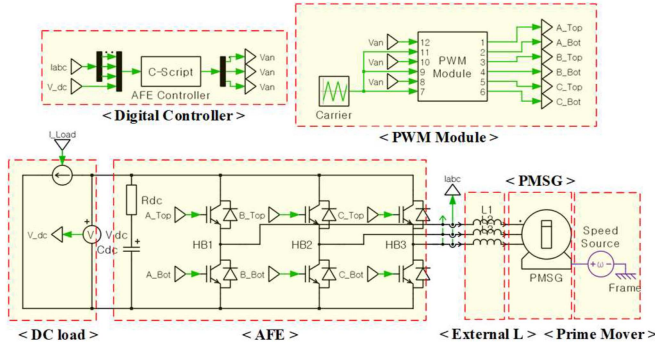 Iabc
V_dc
C-Script
AFE Controller
Van
Van
Van
< Digital Controller >
Carrier
Van
Van
Van
12
11
10
9
8
7
PWM
Module
1
2
3
4
5
6
A_Top
A_Bot
B_Top
B_Bot
C_Top
C_Bot
< PWM Module >
I_Load
V_dc
V
V_dc
Cdc
Rdc
A_Top
B_Top
C_Top
HB1
HB2
HB3
A_Bot
B_Bot
C_Bot
Iabc
L1
< PMSG >
PMSG
Speed
Source
ω
Frame
< DC load >
< AFE >
< External L >
< Prime Mover >